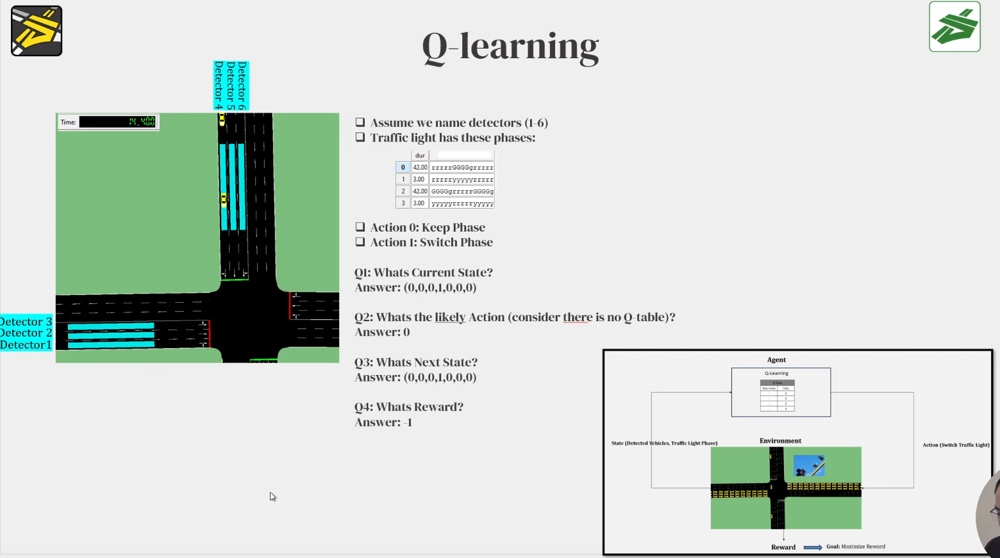 Q-learning
Detector 4
Detector 5
Detector 6
Time:
14.400
❑ Assume we name detectors (1-6)
❑ Traffic light has these phases:
dur
0 42.00 rrrrrGGGGgrrrrr
1 3.00 rrrrryyyyyrrrrr
2 42.00 GGGGgrrrrrGGGGg
3 3.00 yyyyyrrrrryyyyy
❑ Action 0: Keep Phase
❑ Action 1: Switch Phase
Q1: Whats Current State?
Answer: (0,0,0,1,0,0,0)
Detector 3
Detector 2
Detector1
Q2: Whats the likely Action (consider there is no Q-table)?
Answer: 0
Q3: Whats Next State?
Answer: (0,0,0,1,0,0,0)
Q4: Whats Reward?
Answer: -1
Agent
Q-Learning
Q-Table
State-Action Value
- 0
- 0
- 0
- 0
State (Detected Vehicles, Traffic Light Phase)
Environment
Action (Switch Traffic Light)
Reward
Goal: Maximize Reward